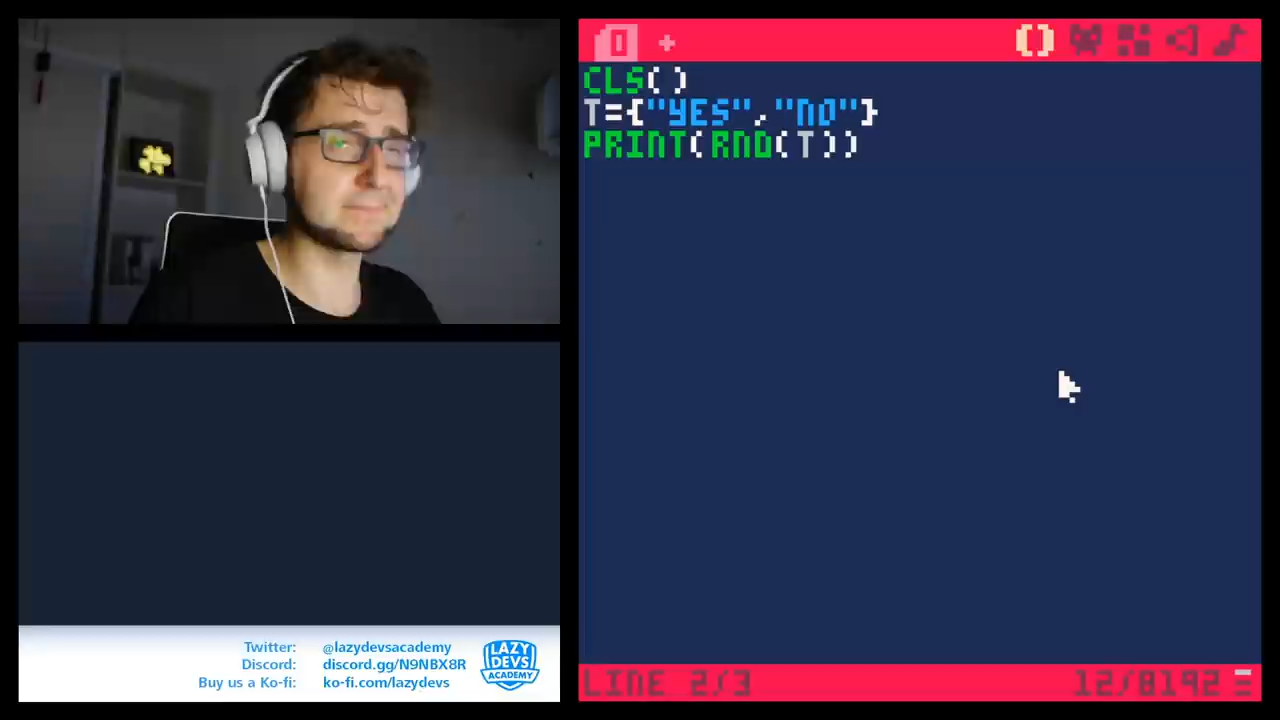 0 +
CLS()
T={"YES","NO"}
PRINT(RND(T))
LINE 2/3
12/8192
Twitter: @lazydevsacademy
Discord: discord.gg/N9NBX8R
Buy us a Ko-fi: ko-fi.com/lazydevs
LAZY
DEVS
ACADEMY